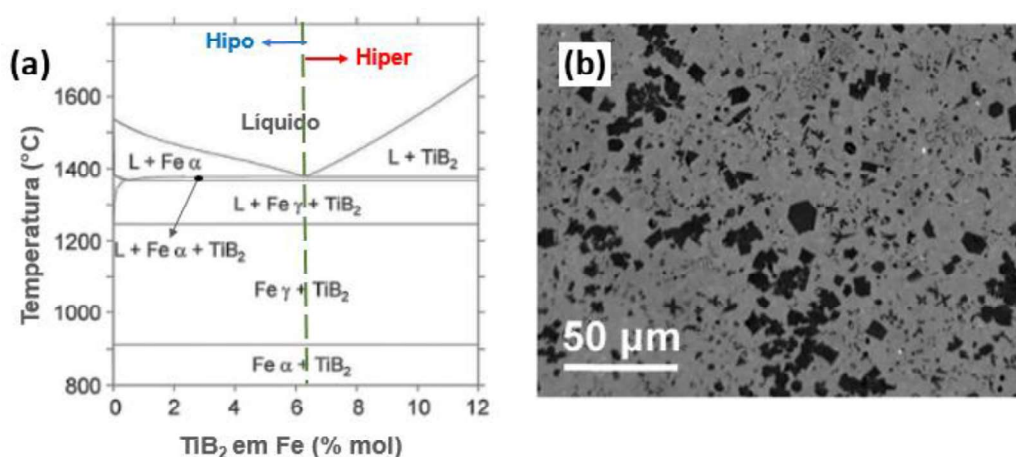 (a)
Hipo
Hiper
Líquido
L + Fe α
L + TiB₂
L + Fe γ + TiB₂
L + Fe α + TiB₂
Fe γ + TiB₂
Fe α + TiB₂
Temperatura (°C)
1600
1400
1200
1000
800
0 2 4 6 8 10 12
TiB₂ em Fe (% mol)
(b)
50 μm